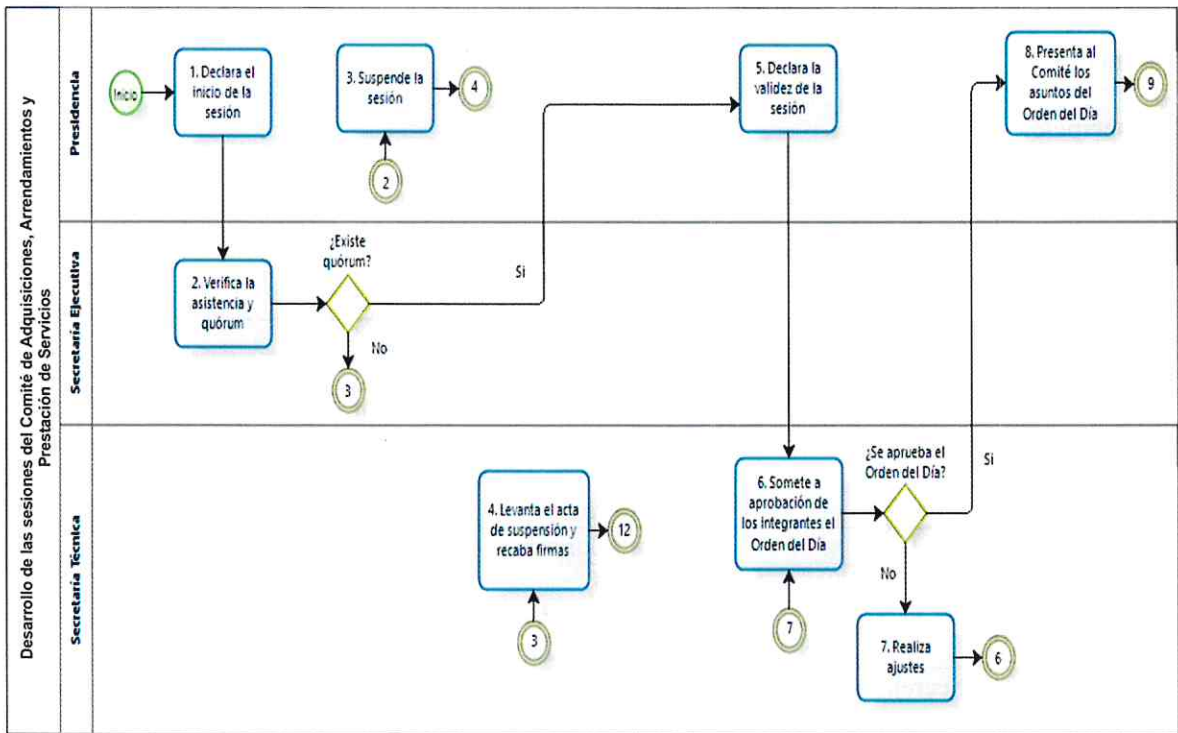 Desarrollo de las sesiones del Comité de Adquisiciones, Arrendamientos y
Prestación de Servicios
Presidencia
Inicio
1. Declara el
inicio de la
sesión
3. Suspende la
sesión
4
2
5. Declara la
validez de la
sesión
8. Presenta al
Comité los
asuntos del
Orden del Día
9
Secretaría Ejecutiva
2. Verifica la
asistencia y
quórum
¿Existe
quórum?
Si
No
3
Secretaría Técnica
4. Levanta el acta
de suspensión y
recaba firmas
12
3
6. Somete a
aprobación de
los integrantes el
Orden del Día
7
¿Se aprueba el
Orden del Día?
Si
No
7. Realiza
ajustes
6